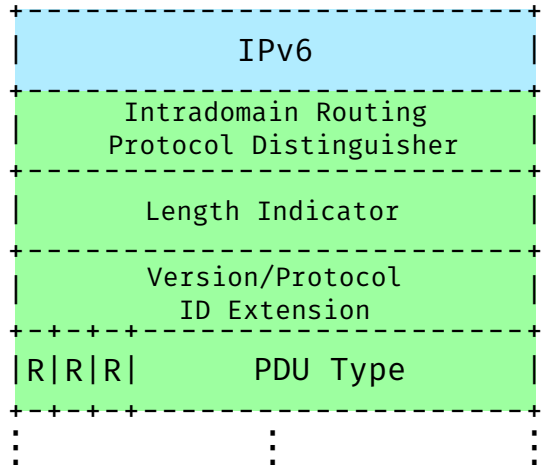 IPv6
Intradomain Routing
Protocol Distinguisher
Length Indicator
Version/Protocol
ID Extension
|R|R|R| PDU Type |